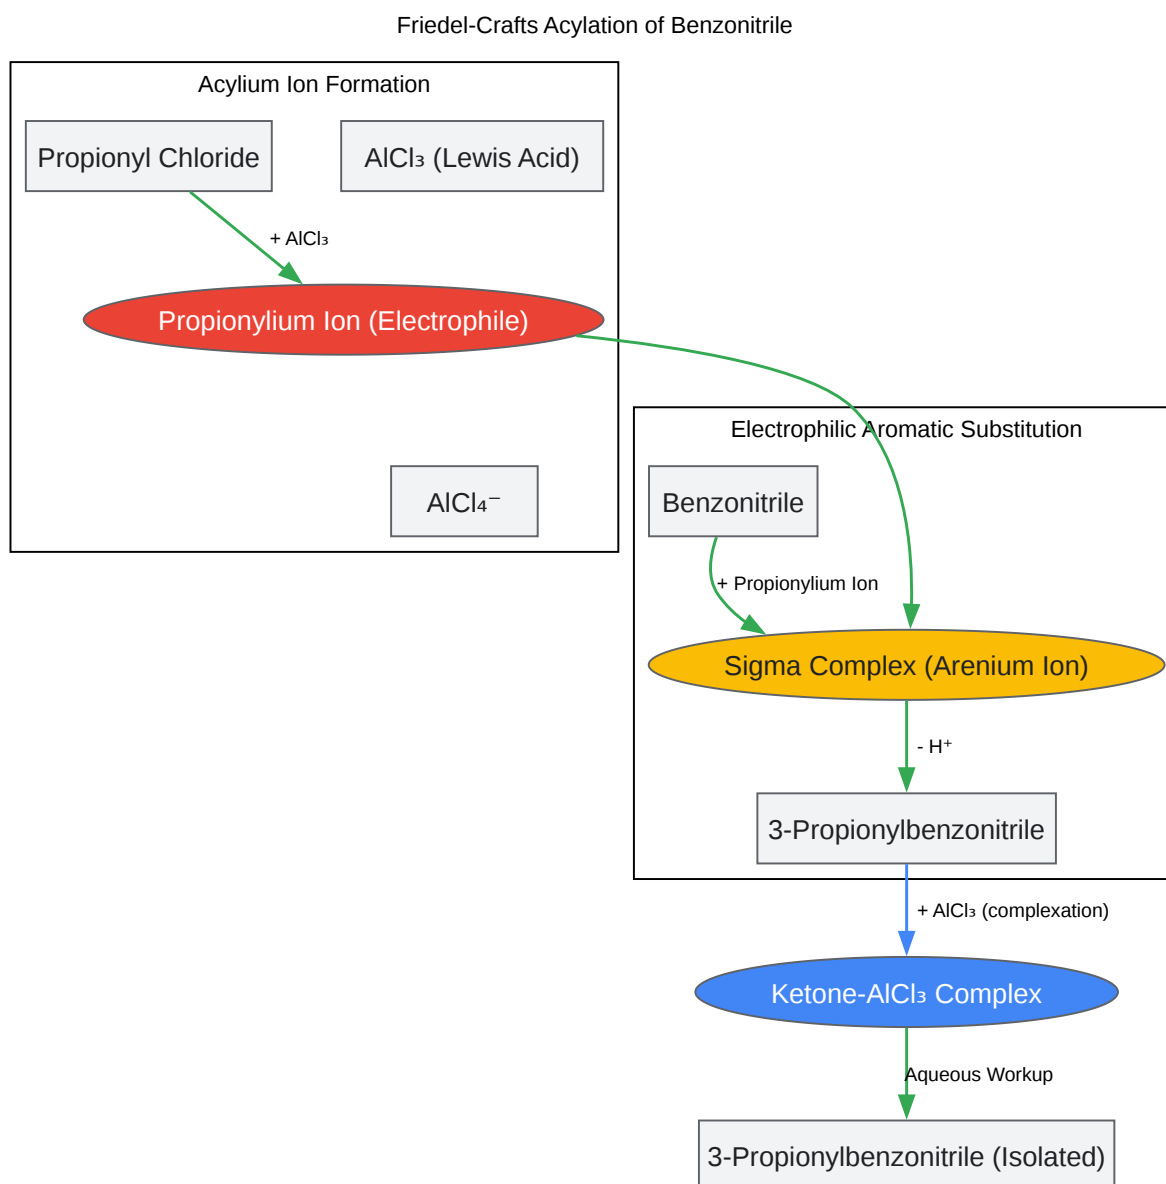 Friedel-Crafts Acylation of Benzonitrile
Acylium Ion Formation
Propionyl Chloride
AlCl₃ (Lewis Acid)
+ AlCl₃
Propionylium Ion (Electrophile)
AlCl₄⁻
Electrophilic Aromatic Substitution
Benzonitrile
+ Propionylium Ion
Sigma Complex (Arenium Ion)
- H⁺
3-Propionylbenzonitrile
+ AlCl₃ (complexation)
Ketone-AlCl₃ Complex
Aqueous Workup
3-Propionylbenzonitrile (Isolated)